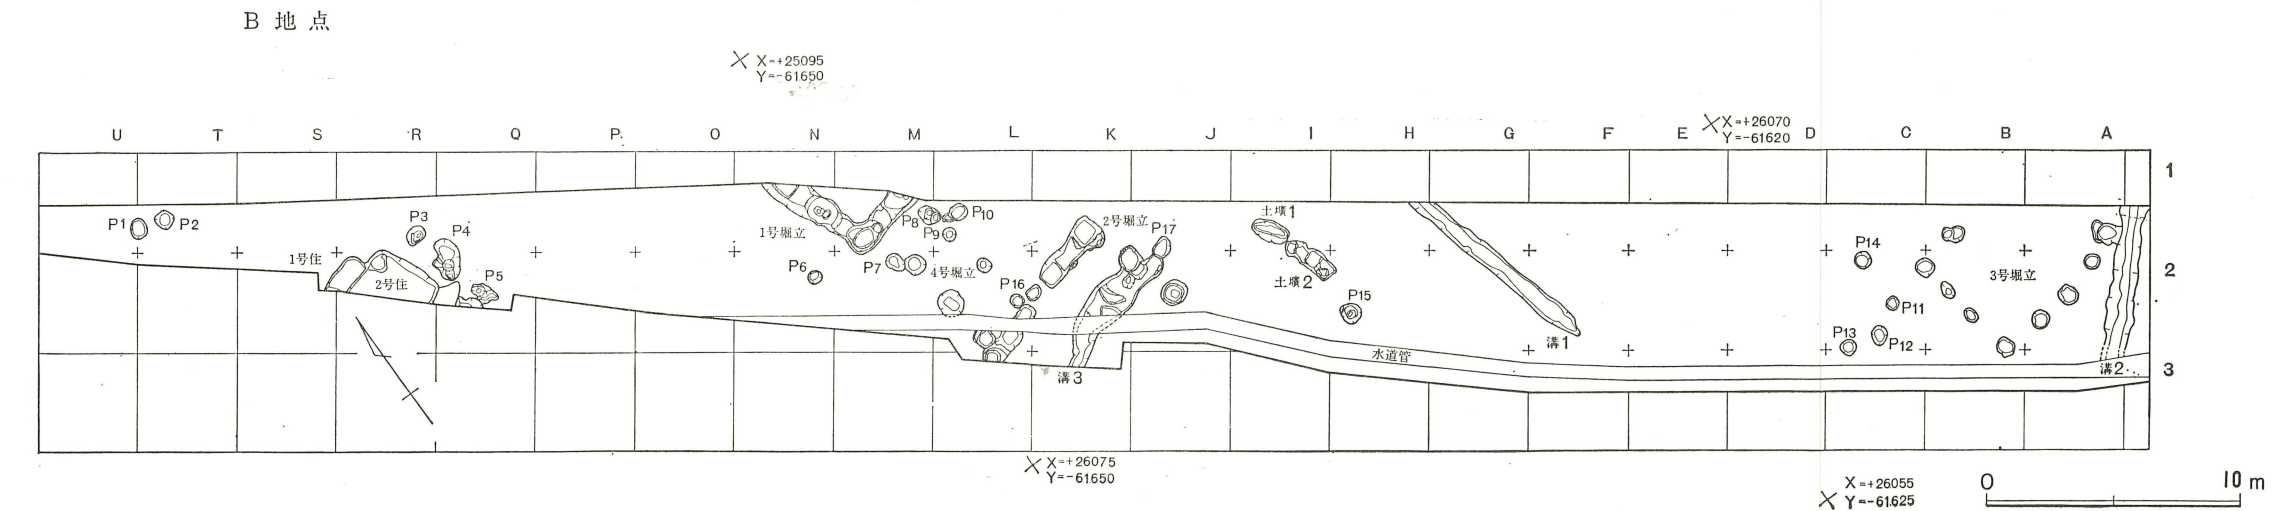 B 地 点
X=+25095
Y=-61650
X=+26070
Y=-61620
U T S R Q P O N M L K J I H G F E D C B A
1
P1 P2 P3 P4 P5
1号住
2号住
1号堀立
P6 P7 P8 P9 P10
4号堀立
2号堀立
P17
P16
土壙1
土壙2
P15
溝1
P14
P11
P13 P12
3号堀立
2
水道管
溝3
溝2
3
X=+26075
Y=-61650
X=+26055
Y=-61625
0 10 m